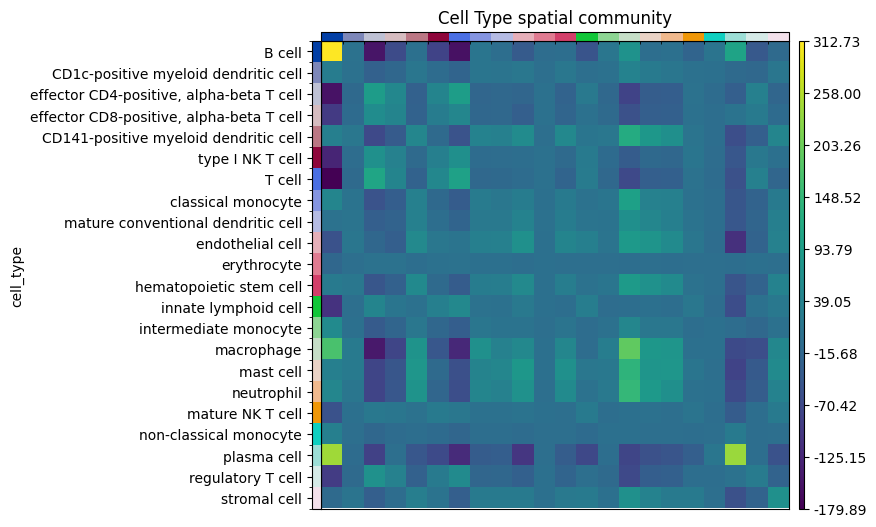 Cell Type spatial community
cell_type
B cell
CD1c-positive myeloid dendritic cell
effector CD4-positive, alpha-beta T cell
effector CD8-positive, alpha-beta T cell
CD141-positive myeloid dendritic cell
type I NK T cell
T cell
classical monocyte
mature conventional dendritic cell
endothelial cell
erythrocyte
hematopoietic stem cell
innate lymphoid cell
intermediate monocyte
macrophage
mast cell
neutrophil
mature NK T cell
non-classical monocyte
plasma cell
regulatory T cell
stromal cell
312.73
258.00
203.26
148.52
93.79
39.05
-15.68
-70.42
-125.15
-179.89